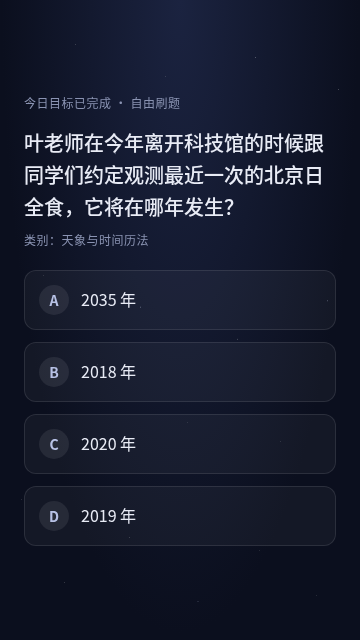 今日目标已完成 · 自由刷题
叶老师在今年离开科技馆的时候跟
同学们约定观测最近一次的北京日
全食，它将在哪年发生？
类别：天象与时间历法
A 2035 年
B 2018 年
C 2020 年
D 2019 年